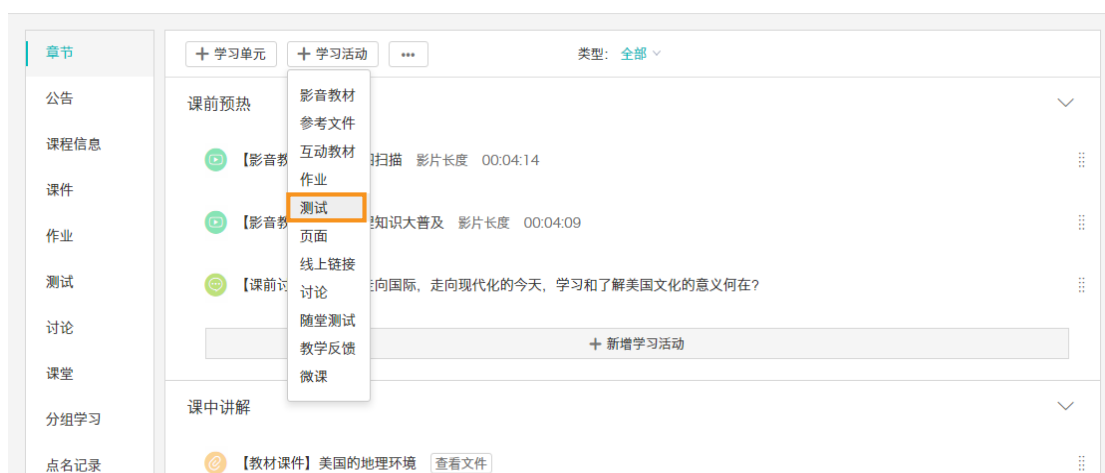 章节
公告
课程信息
课件
作业
测试
讨论
课堂
分组学习
点名记录
+ 学习单元 + 学习活动 ••• 类型: 全部
影音教材
参考文件
互动教材
作业
测试
页面
线上链接
讨论
随堂测试
教学反馈
微课
课前预热
【影音教 扫描 影片长度 00:04:14
【影音教 知识大普及 影片长度 00:04:09
【课前讨 向国际，走向现代化的今天，学习和了解美国文化的意义何在?
+ 新增学习活动
课中讲解
【教材课件】美国的地理环境 查看文件